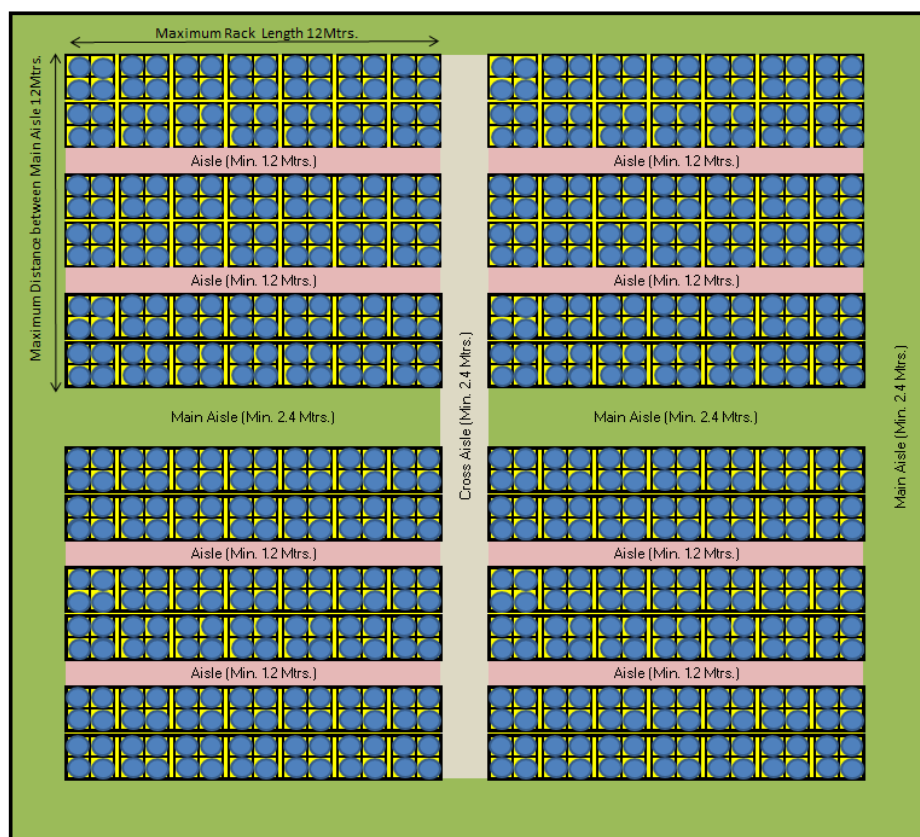 Maximum Rack Length 12Mtrs.
Maximum Distance between Main Aisle 12Mtrs.
Aisle (Min. 1.2 Mtrs.)
Aisle (Min. 1.2 Mtrs.)
Aisle (Min. 1.2 Mtrs.)
Aisle (Min. 1.2 Mtrs.)
Main Aisle (Min. 2.4 Mtrs.)
Main Aisle (Min. 2.4 Mtrs.)
Cross Aisle (Min. 2.4 Mtrs.)
Main Aisle (Min. 2.4 Mtrs.)
Aisle (Min. 1.2 Mtrs.)
Aisle (Min. 1.2 Mtrs.)
Aisle (Min. 1.2 Mtrs.)
Aisle (Min. 1.2 Mtrs.)